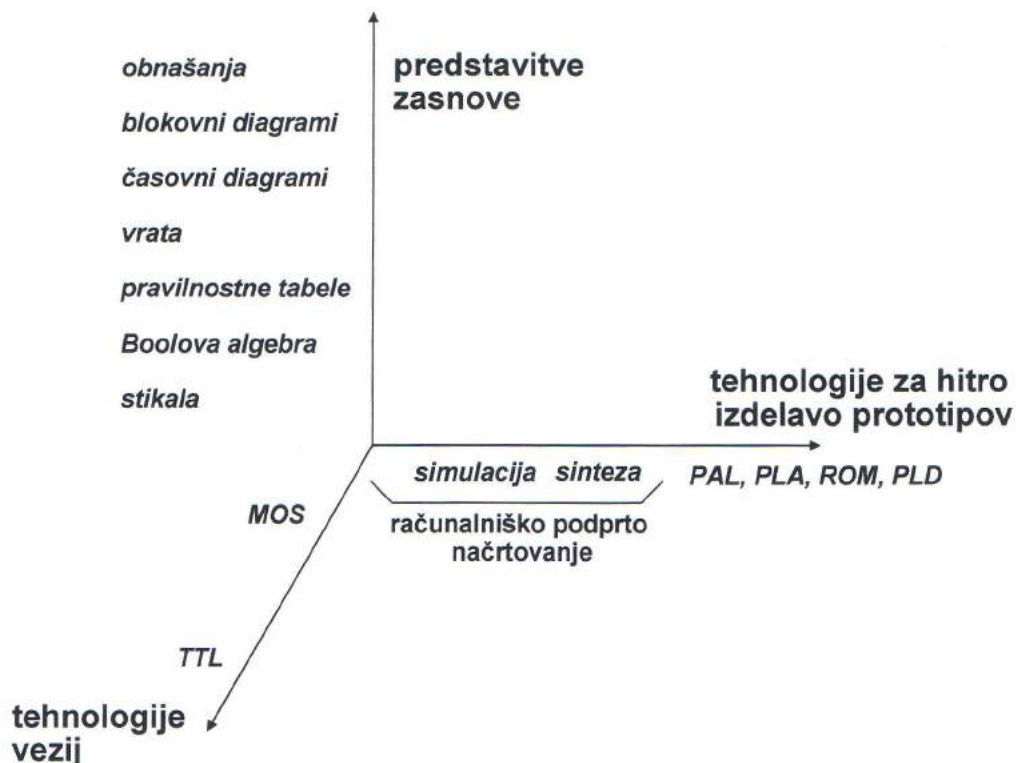 obnašanja
predstavitve
zasnove
blokovni diagrami
časovni diagrami
vrata
pravilnostne tabele
Boolova algebra
stikala
tehnologije za hitro
izdelavo prototipov
simulacija sinteza
PAL, PLA, ROM, PLD
računalniško podprto
načrtovanje
MOS
TTL
tehnologije
vezij